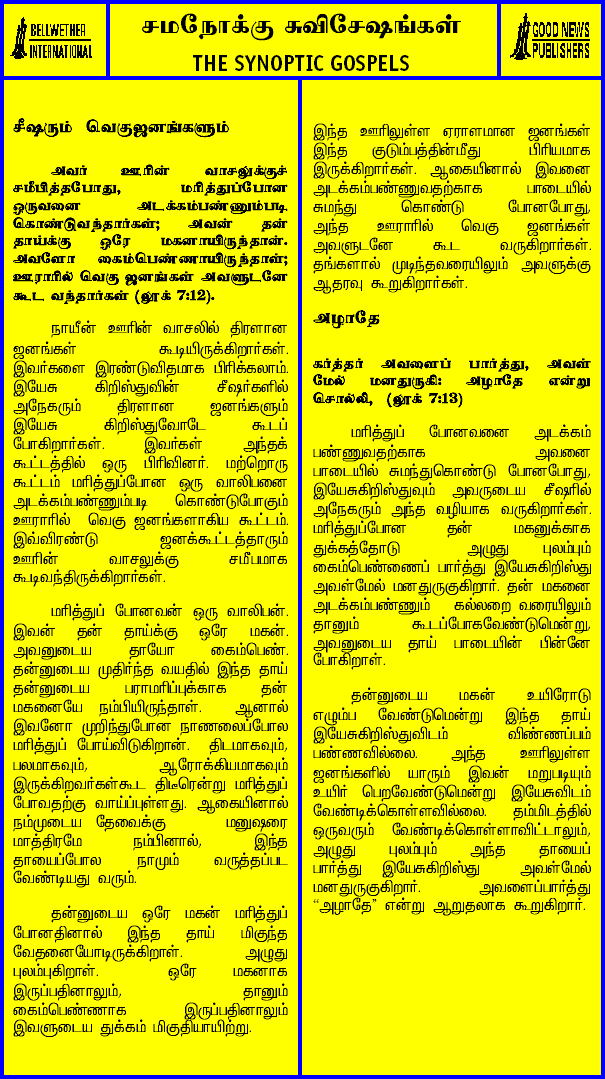 BELLWETHER
INTERNATIONAL
சமநோக்கு சுவிசேஷங்கள்
THE SYNOPTIC GOSPELS
GOOD NEWS
PUBLISHERS
சீஷரும் வெகுஜனங்களும்
அவர் ஊரின் வாசலுக்குச்
சமீபித்தபோது, மரித்துப்போன
ஒருவனை அடக்கம்பண்ணும்படி
கொண்டுவந்தார்கள்; அவன் தன்
தாய்க்கு ஒரே மகனாயிருந்தான்.
அவளோ கைம்பெண்ணாயிருந்தாள்;
ஊராரில் வெகு ஜனங்கள் அவளுடனே
கூட வந்தார்கள் (லூக் 7:12).
நாயீன் ஊரின் வாசலில் திரளான
ஜனங்கள் கூடியிருக்கிறார்கள்.
இவர்களை இரண்டுவிதமாக பிரிக்கலாம்.
இயேசு கிறிஸ்துவின் சீஷர்களில்
அநேகரும் திரளான ஜனங்களும்
இயேசு கிறிஸ்துவோடே கூடப்
போகிறார்கள். இவர்கள் அந்தக்
கூட்டத்தில் ஒரு பிரிவினர். மற்றொரு
கூட்டம் மரித்துப்போன ஒரு வாலிபனை
அடக்கம்பண்ணும்படி கொண்டுபோகும்
ஊராரில் வெகு ஜனங்களாகிய கூட்டம்.
இவ்விரண்டு ஜனக்கூட்டத்தாரும்
ஊரின் வாசலுக்கு சமீபமாக
கூடிவந்திருக்கிறார்கள்.
மரித்துப் போனவன் ஒரு வாலிபன்.
இவன் தன் தாய்க்கு ஒரே மகன்.
அவனுடைய தாயோ கைம்பெண்.
தன்னுடைய முதிர்ந்த வயதில் இந்த தாய்
தன்னுடைய பராமரிப்புக்காக தன்
மகனையே நம்பியிருந்தாள். ஆனால்
இவனோ முறிந்துபோன நாணலைப்போல
மரித்துப் போய்விடுகிறான். திடமாகவும்,
பலமாகவும், ஆரோக்கியமாகவும்
இருக்கிறவர்கள்கூட திடீரென்று மரித்துப்
போவதற்கு வாய்ப்புள்ளது. ஆகையினால்
நம்முடைய தேவைக்கு மனுஷரை
மாத்திரமே நம்பினால், இந்த
தாயைப்போல நாமும் வருத்தப்பட
வேண்டியது வரும்.
தன்னுடைய ஒரே மகன் மரித்துப்
போனதினால் இந்த தாய் மிகுந்த
வேதனையோடிருக்கிறாள். அழுது
புலம்புகிறாள். ஒரே மகனாக
இருப்பதினாலும், தானும்
கைம்பெண்ணாக இருப்பதினாலும்
இவளுடைய துக்கம் மிகுதியாயிற்று.
இந்த ஊரிலுள்ள ஏராளமான ஜனங்கள்
இந்த குடும்பத்தின்மீது பிரியமாக
இருக்கிறார்கள். ஆகையினால் இவனை
அடக்கம்பண்ணுவதற்காக பாடையில்
சுமந்து கொண்டு போனபோது,
அந்த ஊராரில் வெகு ஜனங்கள்
அவளுடனே கூட வருகிறார்கள்.
தங்களால் முடிந்தவரையிலும் அவளுக்கு
ஆதரவு கூறுகிறார்கள்.
அழாதே
கர்த்தர் அவளைப் பார்த்து, அவள்
மேல் மனதுருகி: அழாதே என்று
சொல்லி, (லூக் 7:13)
மரித்துப் போனவனை அடக்கம்
பண்ணுவதற்காக அவனை
பாடையில் சுமந்துகொண்டு போனபோது,
இயேசுகிறிஸ்துவும் அவருடைய சீஷரில்
அநேகரும் அந்த வழியாக வருகிறார்கள்.
மரித்துப்போன தன் மகனுக்காக
துக்கத்தோடு அழுது புலம்பும்
கைம்பெண்ணைப் பார்த்து இயேசுகிறிஸ்து
அவள்மேல் மனதுருகுகிறார். தன் மகனை
அடக்கம்பண்ணும் கல்லறை வரையிலும்
தானும் கூடப்போகவேண்டுமென்று,
அவனுடைய தாய் பாடையின் பின்னே
போகிறாள்.
தன்னுடைய மகன் உயிரோடு
எழும்ப வேண்டுமென்று இந்த தாய்
இயேசுகிறிஸ்துவிடம் விண்ணப்பம்
பண்ணவில்லை. அந்த ஊரிலுள்ள
ஜனங்களில் யாரும் இவன் மறுபடியும்
உயிர் பெறவேண்டுமென்று இயேசுவிடம்
வேண்டிக்கொள்ளவில்லை. தம்மிடத்தில்
ஒருவரும் வேண்டிக்கொள்ளாவிட்டாலும்,
அழுது புலம்பும் அந்த தாயைப்
பார்த்து இயேசுகிறிஸ்து அவள்மேல்
மனதுருகுகிறார். அவளைப்பார்த்து
“அழாதே” என்று ஆறுதலாக கூறுகிறார்.